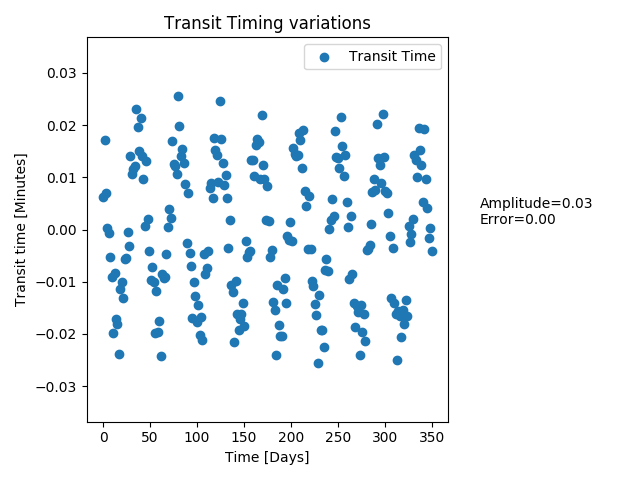 Transit Timing variations
Transit Time
0.03
0.02
0.01
0.00
−0.01
−0.02
−0.03
Transit time [Minutes]
0
50
100
150
200
250
300
350
Time [Days]
Amplitude=0.03
Error=0.00